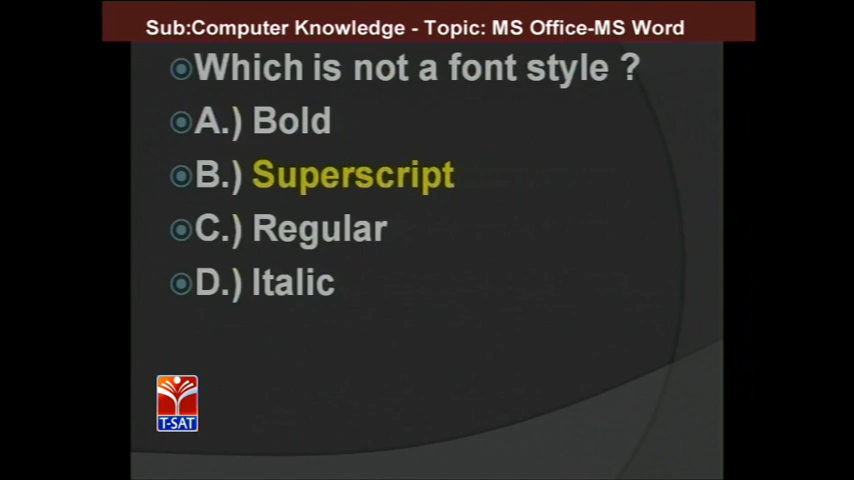 Sub:Computer Knowledge - Topic: MS Office-MS Word
Which is not a font style ?
A.) Bold
B.) Superscript
C.) Regular
D.) Italic
T-SAT